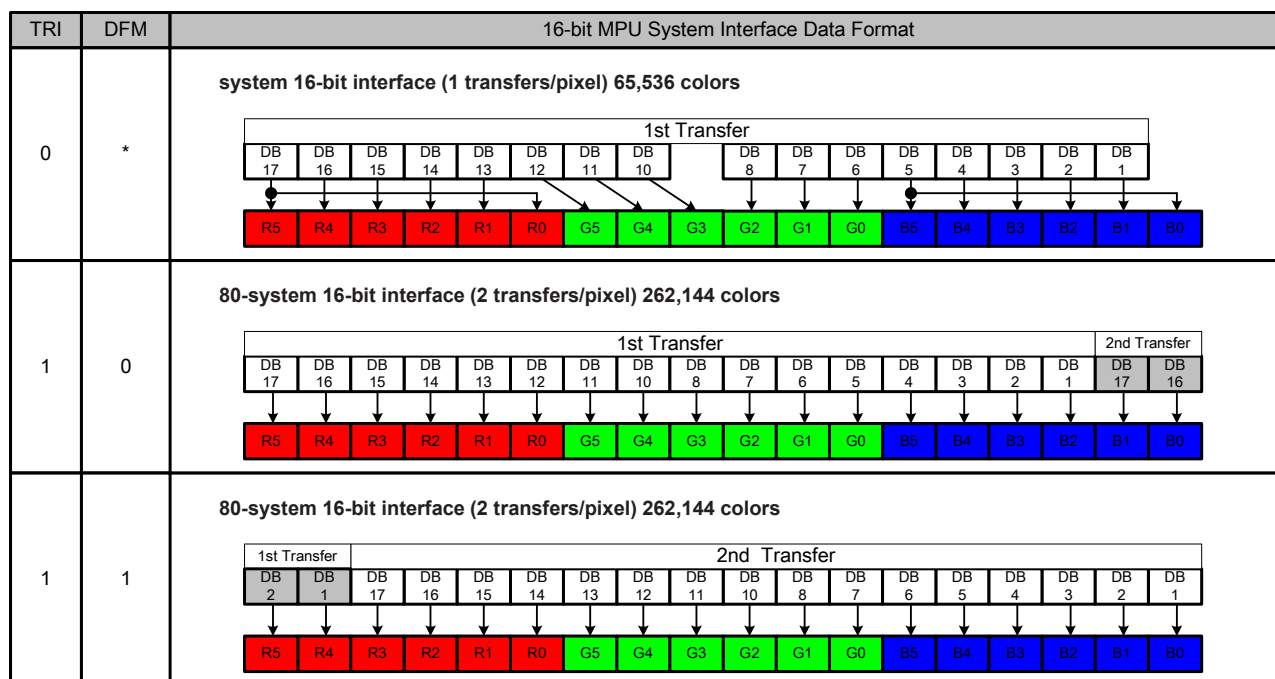 TRI DFM 16-bit MPU System Interface Data Format
0 *
system 16-bit interface (1 transfers/pixel) 65,536 colors
1st Transfer
DB DB DB DB DB DB DB DB DB DB DB DB DB DB DB DB
17 16 15 14 13 12 11 10 8 7 6 5 4 3 2 1
R5 R4 R3 R2 R1 R0 G5 G4 G3 G2 G1 G0 B5 B4 B3 B2 B1 B0
1 0
80-system 16-bit interface (2 transfers/pixel) 262,144 colors
1st Transfer 2nd Transfer
DB DB DB DB DB DB DB DB DB DB DB DB DB DB DB DB DB DB
17 16 15 14 13 12 11 10 8 7 6 5 4 3 2 1 17 16
R5 R4 R3 R2 R1 R0 G5 G4 G3 G2 G1 G0 B5 B4 B3 B2 B1 B0
1 1
80-system 16-bit interface (2 transfers/pixel) 262,144 colors
1st Transfer 2nd Transfer
DB DB DB DB DB DB DB DB DB DB DB DB DB DB DB DB DB DB
2 1 17 16 15 14 13 12 11 10 8 7 6 5 4 3 2 1
R5 R4 R3 R2 R1 R0 G5 G4 G3 G2 G1 G0 B5 B4 B3 B2 B1 B0